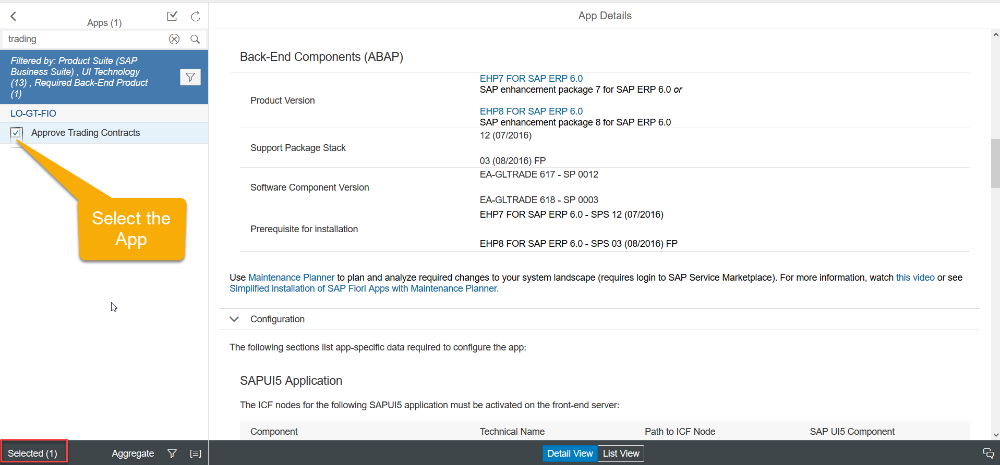 Apps (1)
App Details
trading
Filtered by: Product Suite (SAP
Business Suite) , UI Technology
(13) , Required Back-End Product
(1)
LO-GT-FIO
Approve Trading Contracts
Select the
App
Selected (1)
Aggregate
Back-End Components (ABAP)
Product Version
EHP7 FOR SAP ERP 6.0
SAP enhancement package 7 for SAP ERP 6.0 or
EHP8 FOR SAP ERP 6.0
SAP enhancement package 8 for SAP ERP 6.0
Support Package Stack
12 (07/2016)
03 (08/2016) FP
Software Component Version
EA-GLTRADE 617 - SP 0012
EA-GLTRADE 618 - SP 0003
Prerequisite for installation
EHP7 FOR SAP ERP 6.0 - SPS 12 (07/2016)
EHP8 FOR SAP ERP 6.0 - SPS 03 (08/2016) FP
Use Maintenance Planner to plan and analyze required changes to your system landscape (requires login to SAP Service Marketplace). For more information, watch this video or see
Simplified installation of SAP Fiori Apps with Maintenance Planner.
Configuration
The following sections list app-specific data required to configure the app:
SAPUI5 Application
The ICF nodes for the following SAPUI5 application must be activated on the front-end server:
Component Technical Name Path to ICF Node SAP UI5 Component
Detail View List View